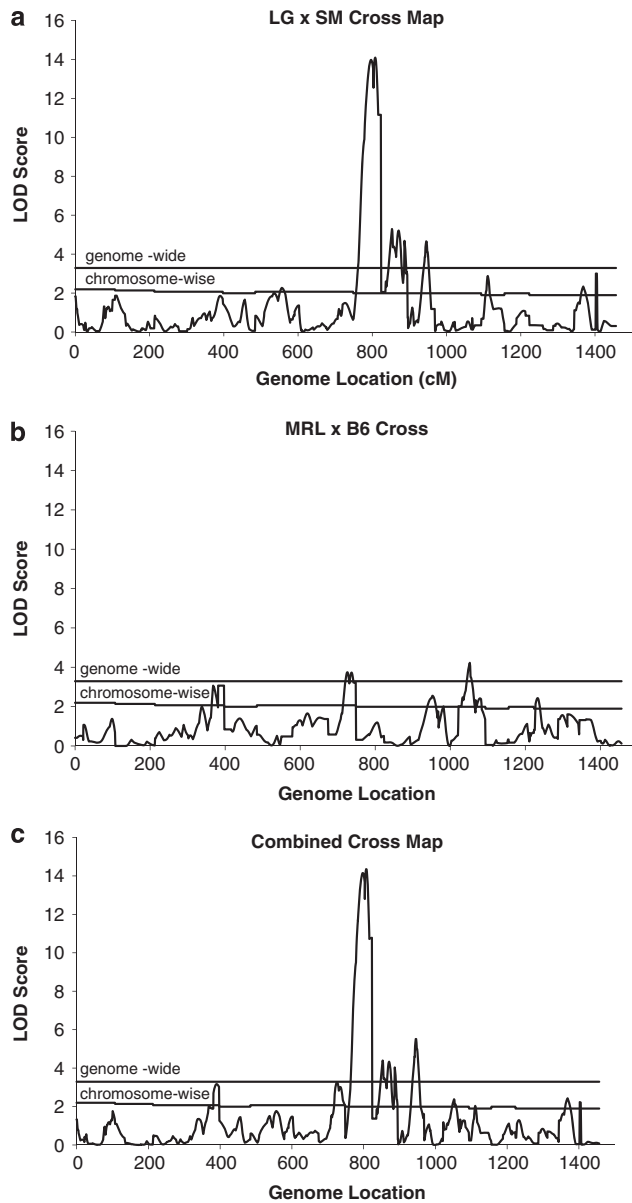 a
LG x SM Cross Map
16
14
12
10
8
6
4
2
0
LOD Score
genome -wide
chromosome-wise
0 200 400 600 800 1000 1200 1400
Genome Location (cM)
b
MRL x B6 Cross
16
14
12
10
8
6
4
2
0
LOD Score
genome -wide
chromosome-wise
0 200 400 600 800 1000 1200 1400
Genome Location
c
Combined Cross Map
16
14
12
10
8
6
4
2
0
LOD Score
genome -wide
chromosome-wise
0 200 400 600 800 1000 1200 1400
Genome Location